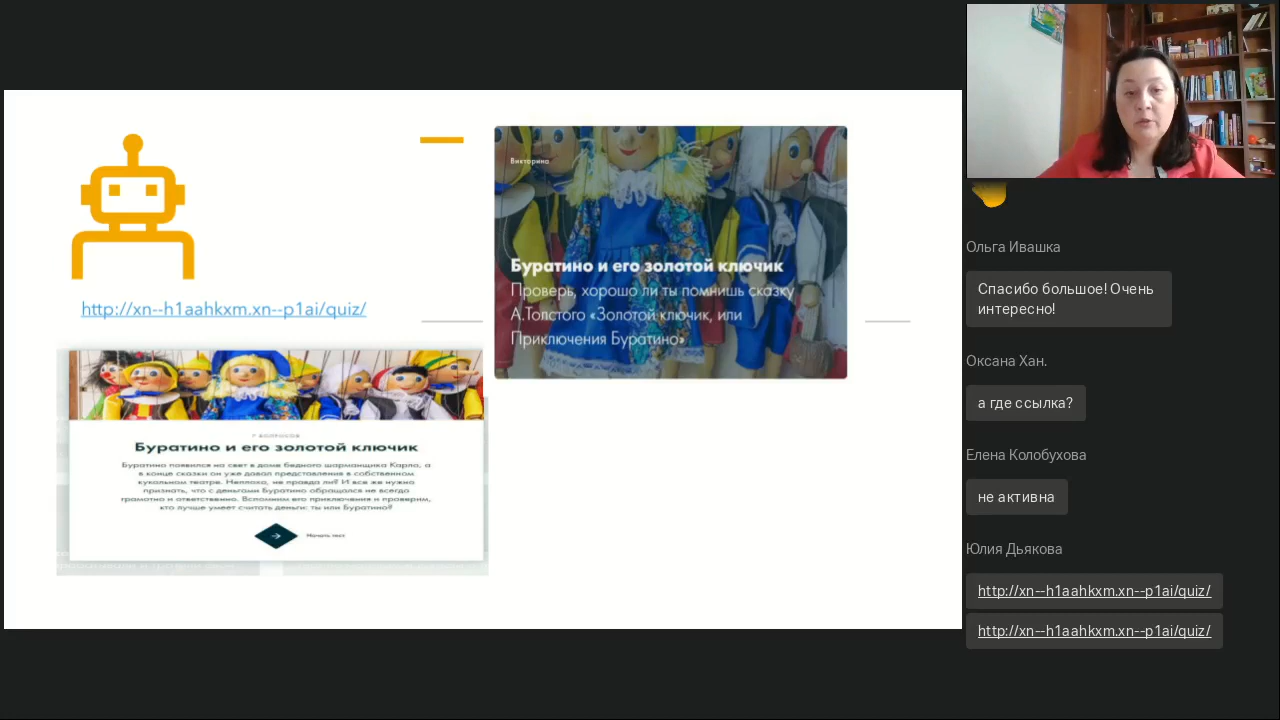 http://xn--h1aahkxm.xn--p1ai/quiz/
Викторина
Буратино и его золотой ключик
Проверь, хорошо ли ты помнишь сказку
А.Толстого «Золотой ключик, или
Приключения Буратино»
Буратино и его золотой ключик
Буратино появился на свет в доме бедного шарманщика Карло, а
в конце сказки он уже давал представления в собственном
кукольном театре. Неплохо, не правда ли? И все же нужно
признать, что с деньгами Буратино обращался не всегда
грамотно и ответственно. Вспомним его приключения и проверим,
кто лучше умеет считать деньги: ты или Буратино?
Начать тест
Ольга Ивашка
Спасибо большое! Очень
интересно!
Оксана Хан.
а где ссылка?
Елена Колобухова
не активна
Юлия Дьякова
http://xn--h1aahkxm.xn--p1ai/quiz/
http://xn--h1aahkxm.xn--p1ai/quiz/